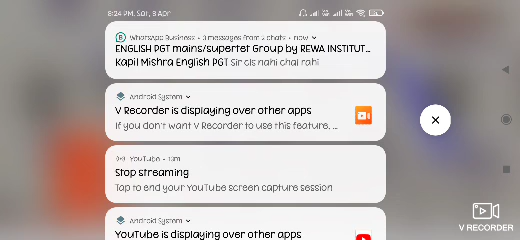 8:24 PM, Sat, 8 Apr
WhatsApp Business • 3 messages from 2 chats • now
ENGLISH PGT mains/supertet Group by REWA INSTITUT...
Kapil Mishra English PGT Sir cls nahi chal rahi
Android System
V Recorder is displaying over other apps
If you don't want V Recorder to use this feature, ...
YouTube • 13m
Stop streaming
Tap to end your YouTube screen capture session
Android System
YouTube is displaying over other apps
V RECORDER